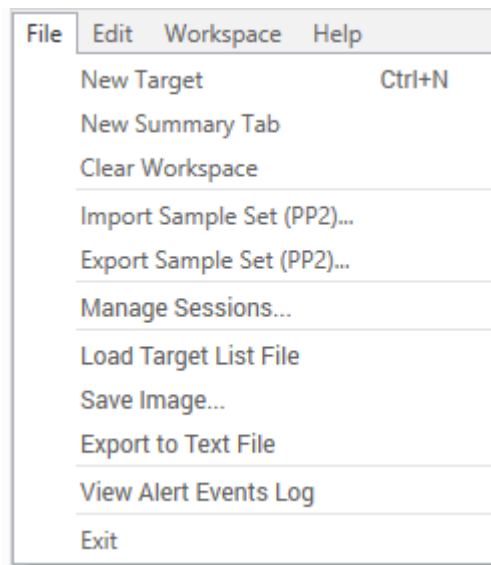 File Edit Workspace Help
New Target Ctrl+N
New Summary Tab
Clear Workspace
Import Sample Set (PP2)...
Export Sample Set (PP2)...
Manage Sessions...
Load Target List File
Save Image...
Export to Text File
View Alert Events Log
Exit